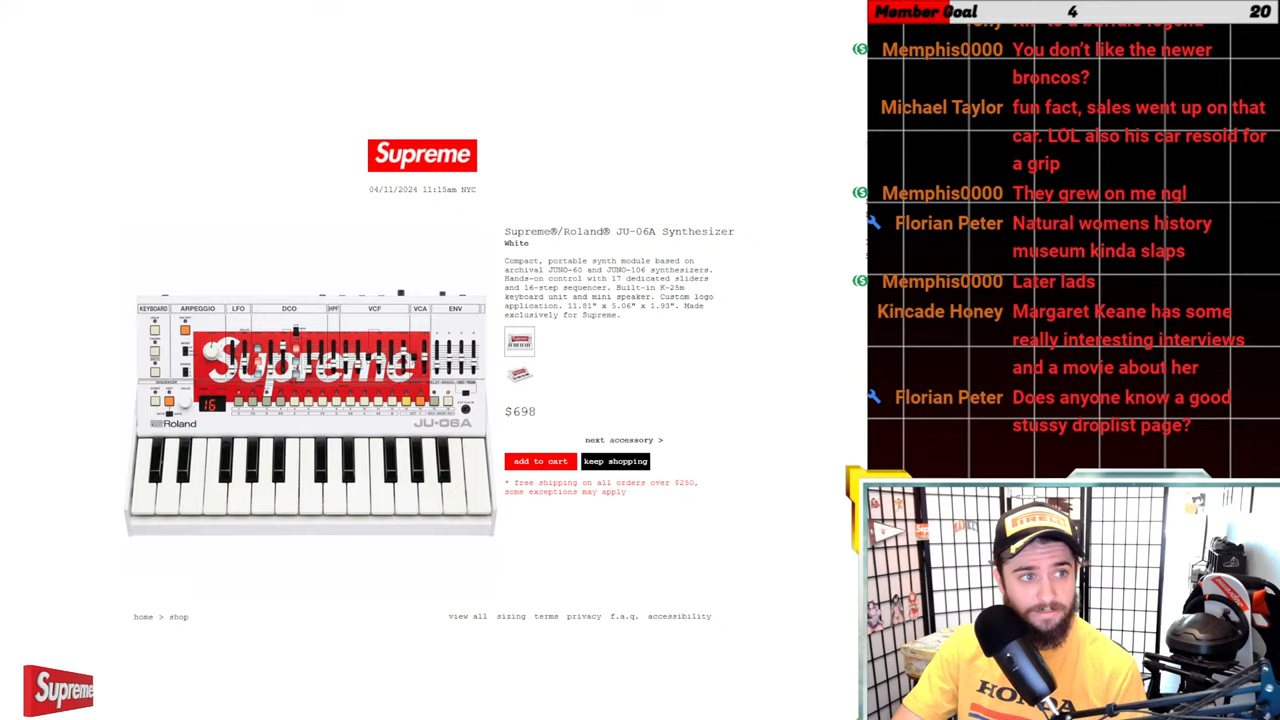 Supreme
04/11/2024 11:15am NYC
Supreme®/Roland® JU-06A Synthesizer
White
Compact, portable synth module based on
archival JUNO-60 and JUNO-106 synthesizers.
Hands-on control with 17 dedicated sliders
and 16-step sequencer. Built-in K-25m
keyboard unit and mini speaker. Custom logo
application. 11.81" x 5.06" x 1.93". Made
exclusively for Supreme.
KEYBOARD ARPEGGIO LFO DCO HPF VCF VCA ENV
Supreme
16
Roland
JU-06A
$698
next accessory >
add to cart keep shopping
* free shipping on all orders over $250,
some exceptions may apply
home > shop
view all sizing terms privacy f.a.q. accessibility
Supreme
Member Goal 4 20
Memphis0000 You don’t like the newer
broncos?
Michael Taylor fun fact, sales went up on that
car. LOL also his car resold for
a grip
Memphis0000 They grew on me ngl
Florian Peter Natural womens history
museum kinda slaps
Memphis0000 Later lads
Kincade Honey Margaret Keane has some
really interesting interviews
and a movie about her
Florian Peter Does anyone know a good
stussy droplist page?
PIRELLI
HONDA